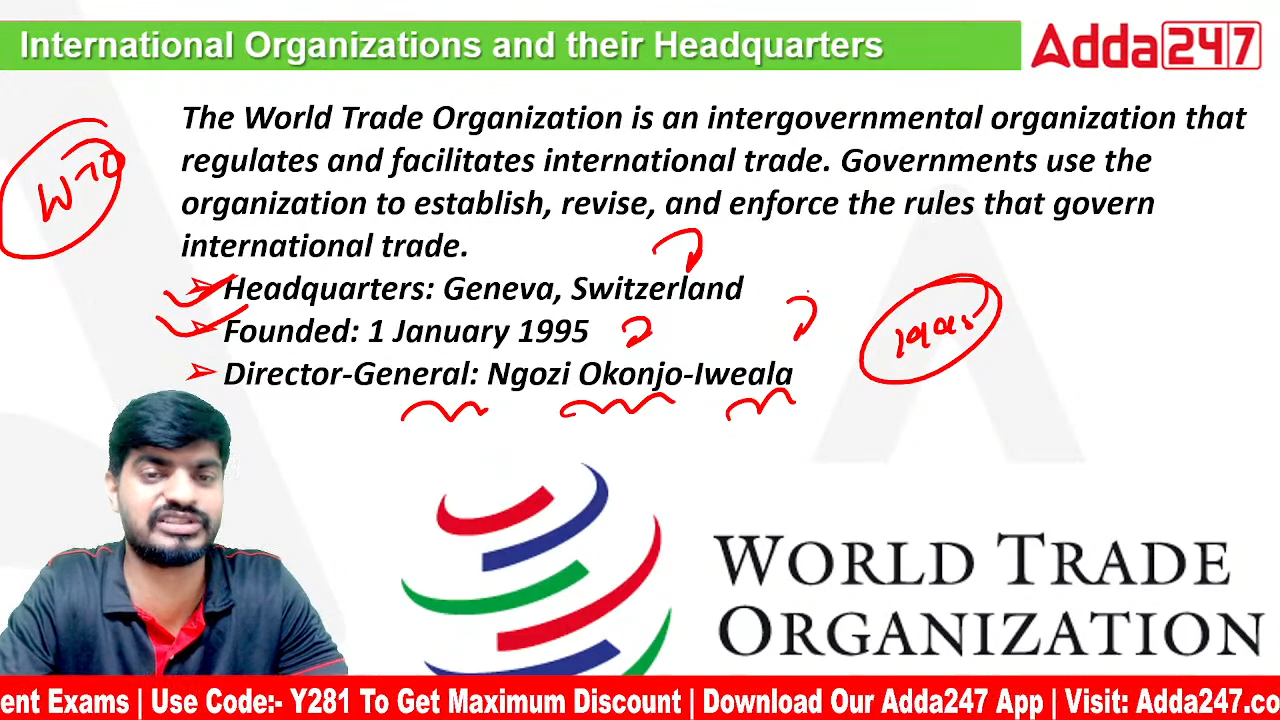 International Organizations and their Headquarters
Adda247
WTO
The World Trade Organization is an intergovernmental organization that
regulates and facilitates international trade. Governments use the
organization to establish, revise, and enforce the rules that govern
international trade.
Headquarters: Geneva, Switzerland
Founded: 1 January 1995
1995
Director-General: Ngozi Okonjo-Iweala
WORLD TRADE
ORGANIZATION
ent Exams | Use Code:- Y281 To Get Maximum Discount | Download Our Adda247 App | Visit: Adda247.co